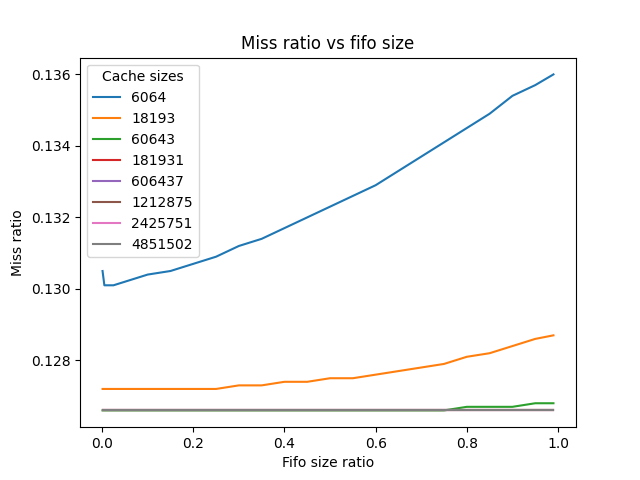 Miss ratio vs fifo size
Cache sizes
6064
18193
60643
181931
606437
1212875
2425751
4851502
0.136
0.134
0.132
0.130
0.128
Miss ratio
0.0 0.2 0.4 0.6 0.8 1.0
Fifo size ratio